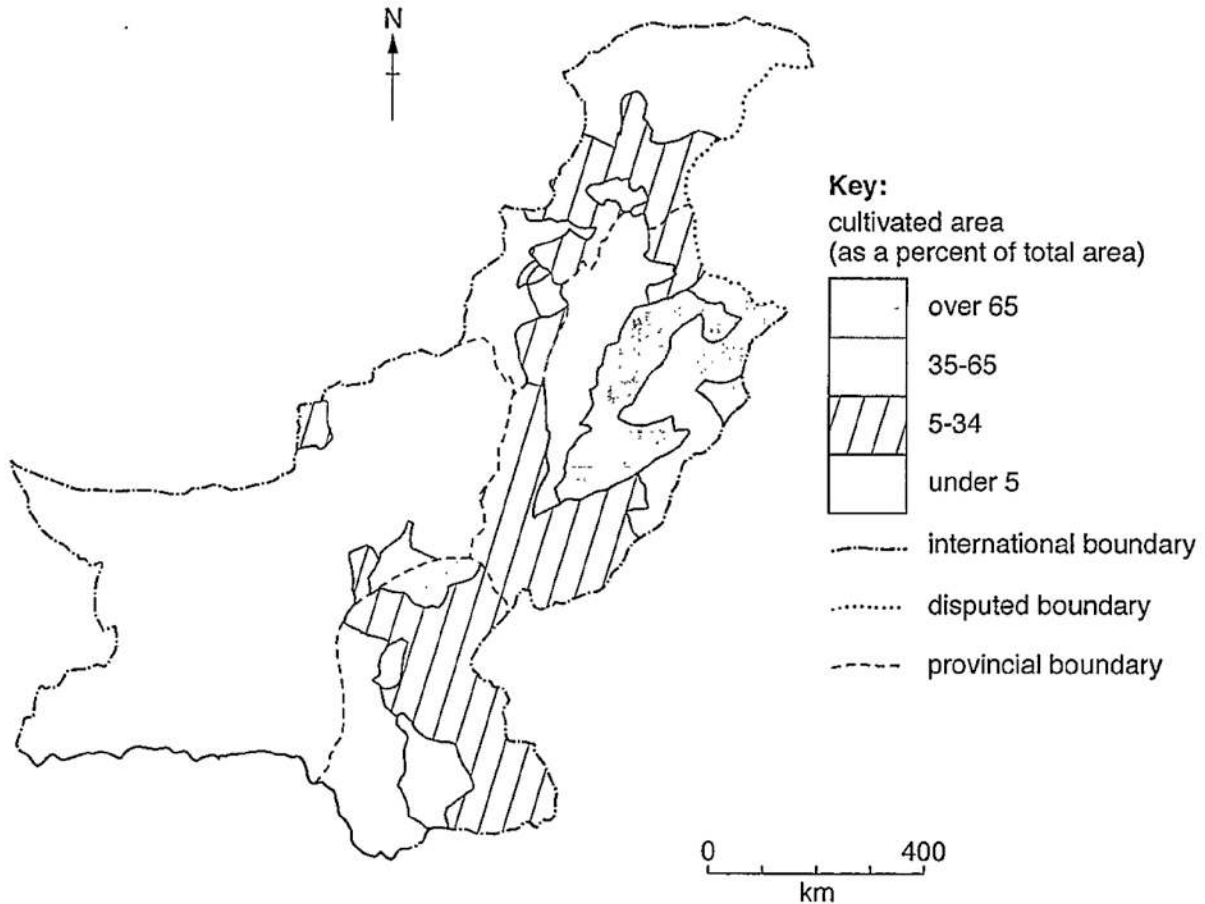 N
Key:
cultivated area
(as a percent of total area)
over 65
35-65
5-34
under 5
international boundary
disputed boundary
provincial boundary
0 400
km